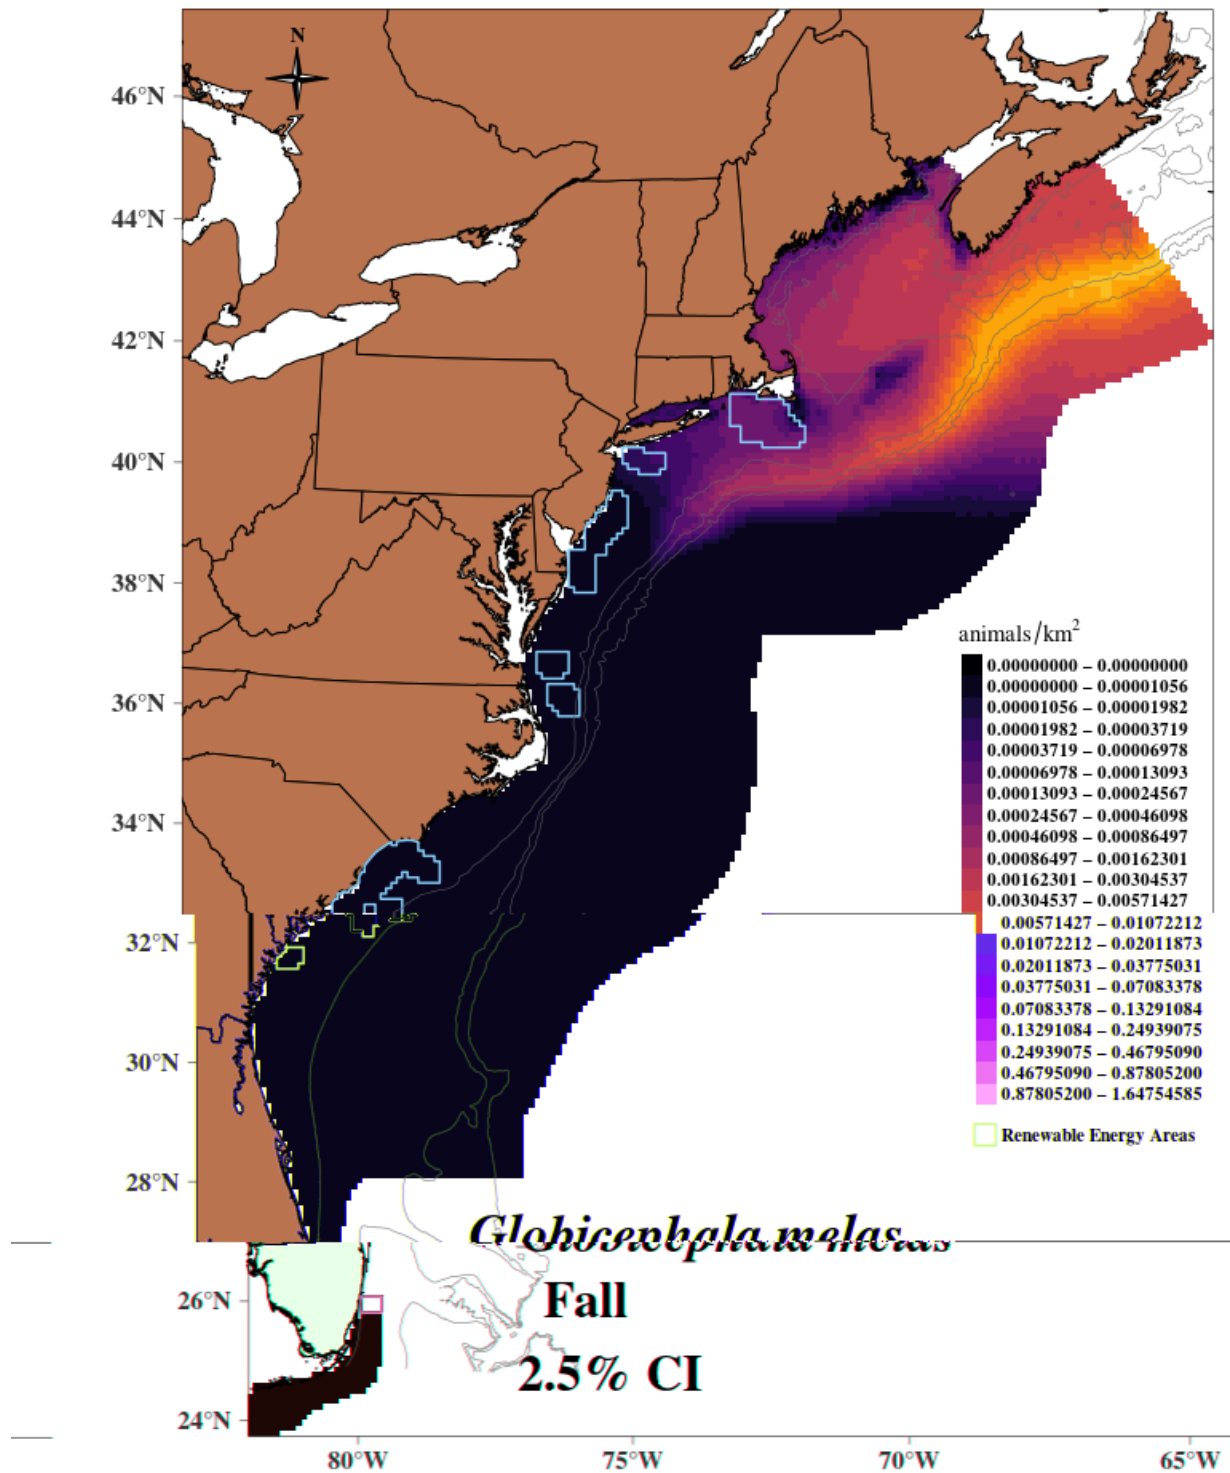 N
46°N
44°N
42°N
40°N
38°N
36°N
34°N
32°N
30°N
28°N
26°N
24°N
80°W
75°W
70°W
65°W
animals/km²
0.00000000 – 0.00000000
0.00000000 – 0.00001056
0.00001056 – 0.00001982
0.00001982 – 0.00003719
0.00003719 – 0.00006978
0.00006978 – 0.00013093
0.00013093 – 0.00024567
0.00024567 – 0.00046098
0.00046098 – 0.00086497
0.00086497 – 0.00162301
0.00162301 – 0.00304537
0.00304537 – 0.00571427
0.00571427 – 0.01072212
0.01072212 – 0.02011873
0.02011873 – 0.03775031
0.03775031 – 0.07083378
0.07083378 – 0.13291084
0.13291084 – 0.24939075
0.24939075 – 0.46795090
0.46795090 – 0.87805200
0.87805200 – 1.64754585
Renewable Energy Areas
Globicephala melas
Fall
2.5% CI